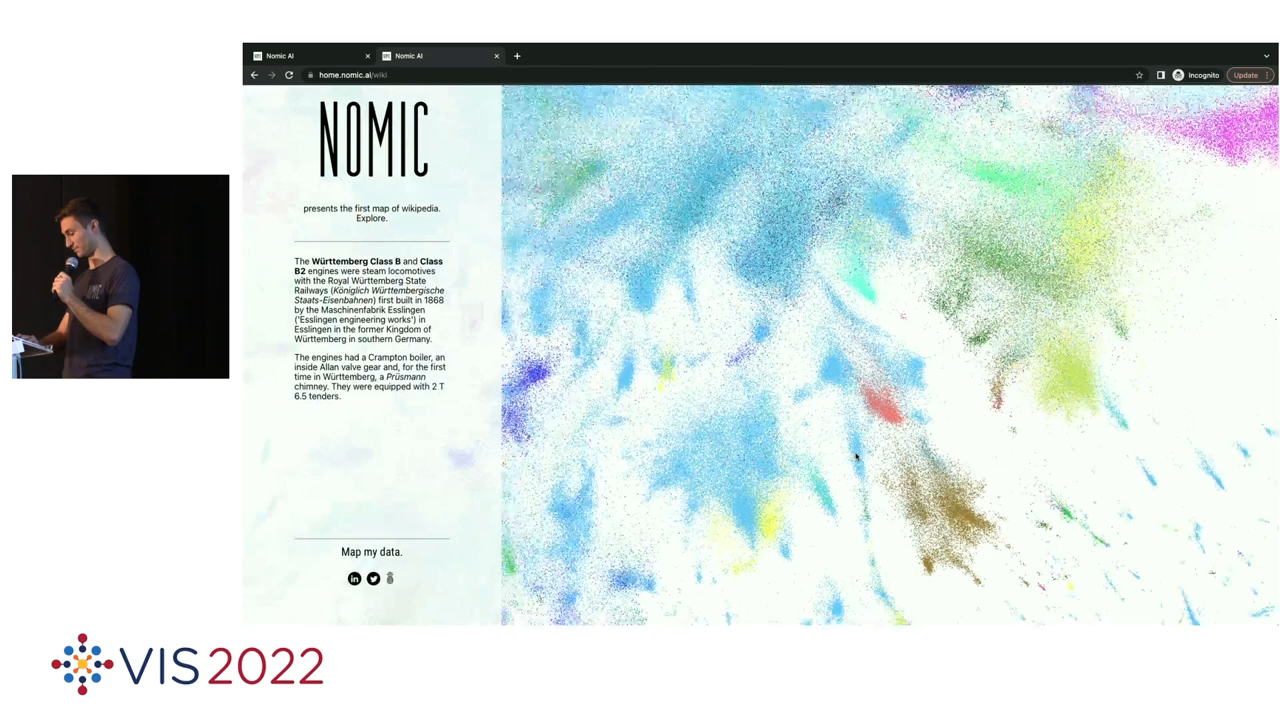 Nomic AI
Nomic AI
home.nomic.ai/wiki
Incognito
Update
NOMIC
presents the first map of wikipedia.
Explore.
The Württemberg Class B and Class
B2 engines were steam locomotives
with the Royal Württemberg State
Railways (Königlich Württembergische
Staats-Eisenbahnen) first built in 1868
by the Maschinenfabrik Esslingen
('Esslingen engineering works') in
Esslingen in the former Kingdom of
Württemberg in southern Germany.
The engines had a Crampton boiler, an
inside Allan valve gear and, for the first
time in Württemberg, a Prüsmann
chimney. They were equipped with 2 T
6.5 tenders.
Map my data.
in
NOMIC
VIS2022